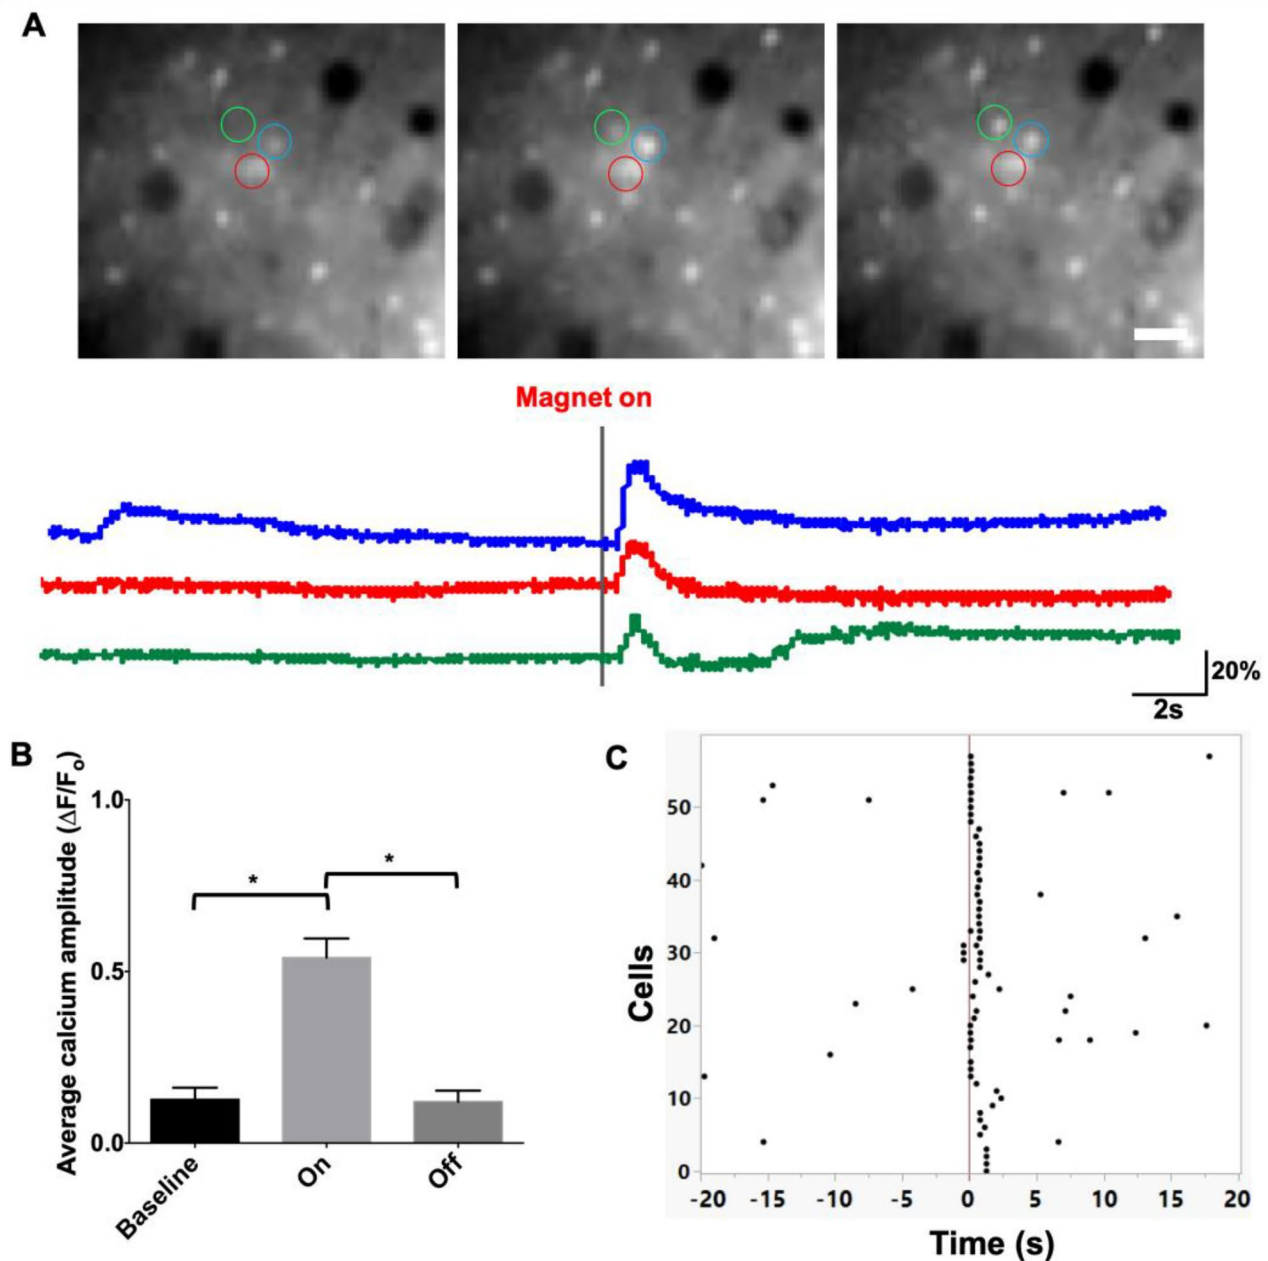 A
Magnet on
20%
2s
B
Average calcium amplitude (ΔF/Fo)
1.0
0.5
0.0
*
*
Baseline
On
Off
C
Cells
50
40
30
20
10
0
-20 -15 -10 -5 0 5 10 15 20
Time (s)